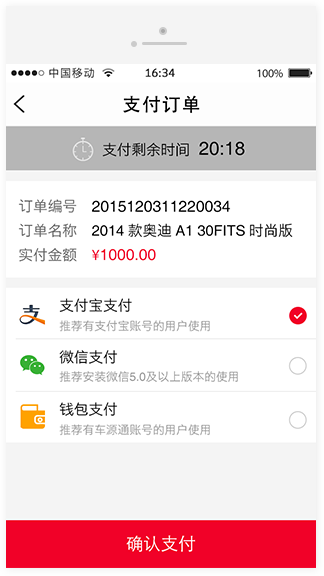 中国移动 16:34 100%
支付订单
支付剩余时间 20:18
订单编号 2015120311220034
订单名称 2014 款奥迪 A1 30FITS 时尚版
实付金额 ¥1000.00
支付宝支付
推荐有支付宝账号的用户使用
微信支付
推荐安装微信5.0及以上版本的使用
钱包支付
推荐有车源通账号的用户使用
确认支付